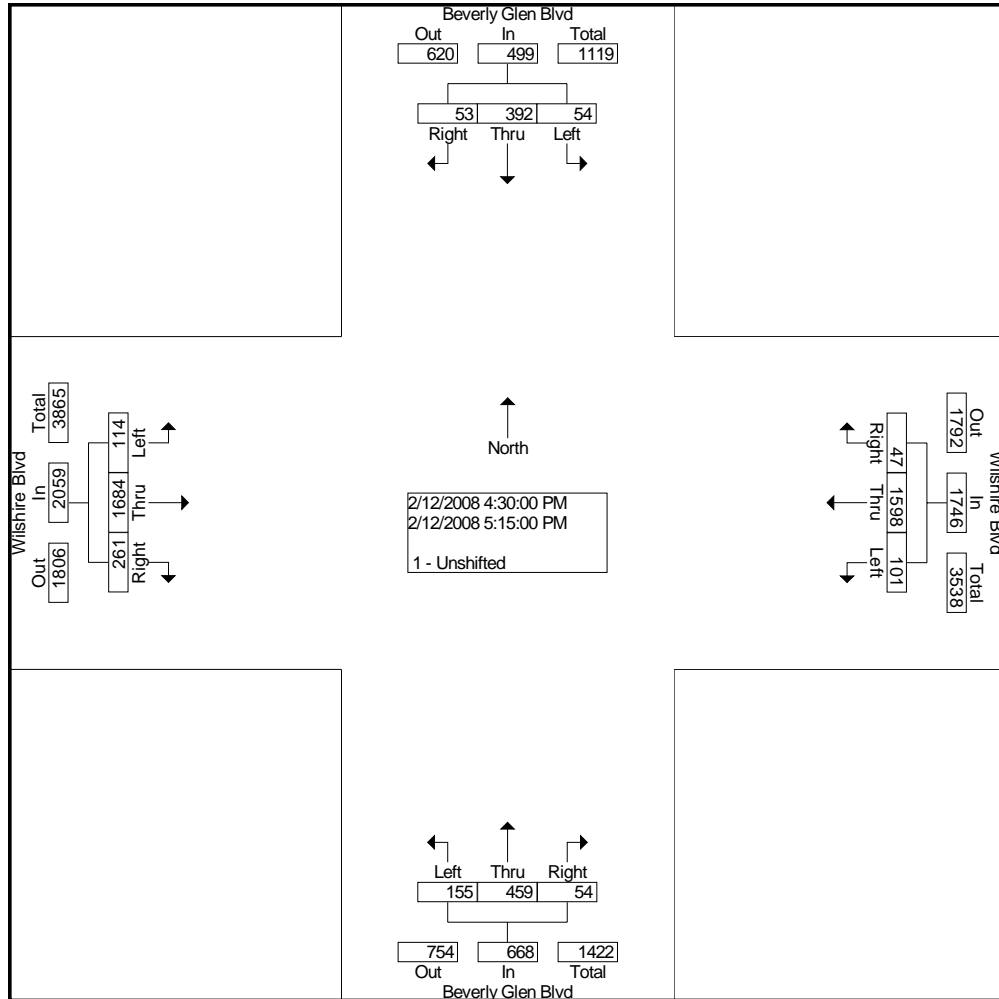 Beverly Glen Blvd
Out In Total
620 499 1119
53 392 54
Right Thru Left
Wilshire Blvd
Total In Out
3865 2059 1806
114 1684 261
Left Thru Right
North
2/12/2008 4:30:00 PM
2/12/2008 5:15:00 PM
1 - Unshifted
Wilshire Blvd
Out In Total
1792 1746 3538
47 1598 101
Right Thru Left
Left Thru Right
155 459 54
754 668 1422
Out In Total
Beverly Glen Blvd